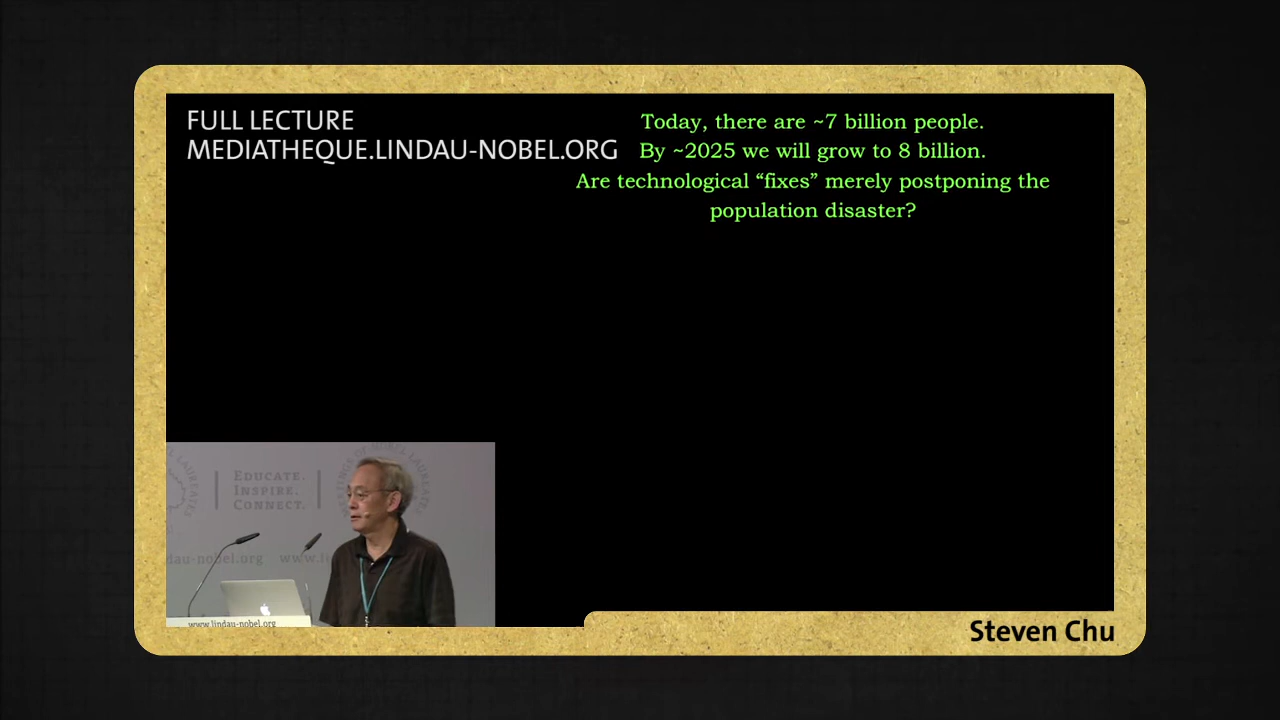 FULL LECTURE
MEDIATHEQUE.LINDAU-NOBEL.ORG
Today, there are ~7 billion people.
By ~2025 we will grow to 8 billion.
Are technological “fixes” merely postponing the
population disaster?
EDUCATE.
INSPIRE.
CONNECT.
www.lindau-nobel.org
Steven Chu